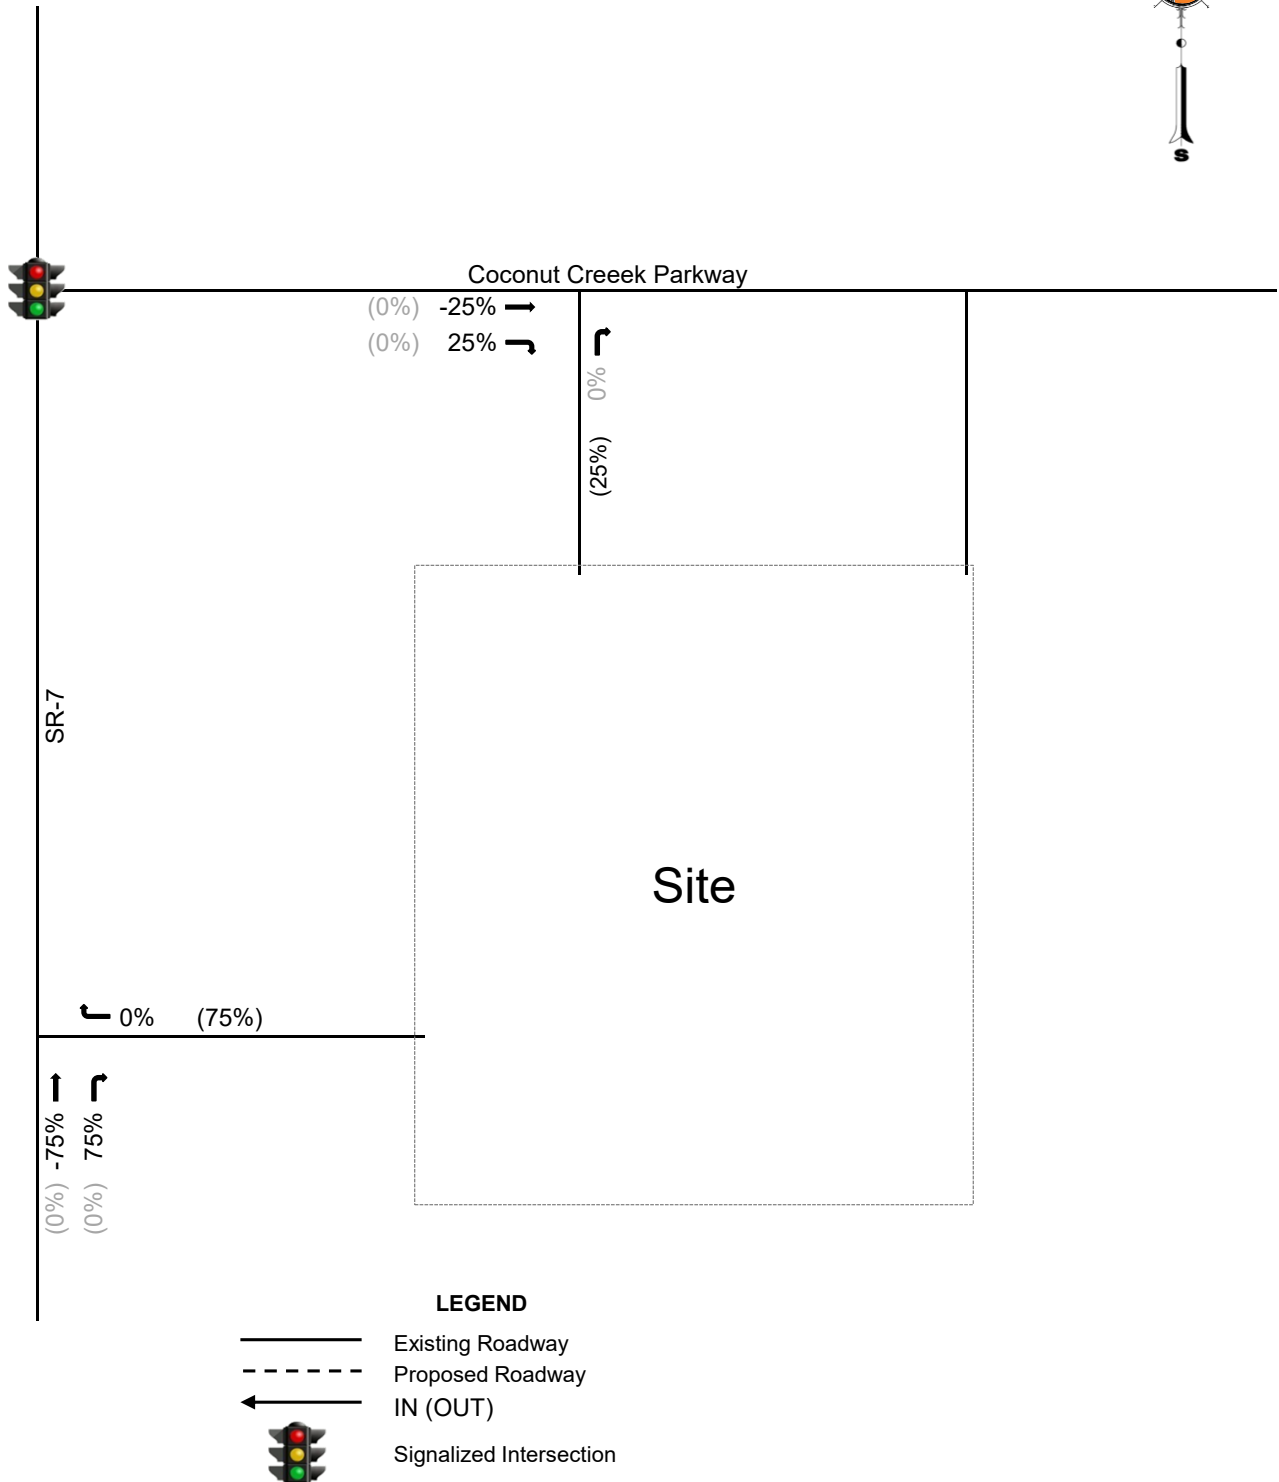 S
Coconut Creeek Parkway
(0%) -25%
(0%) 25%
0% (25%)
SR-7
Site
0% (75%)
(0%) -75%
(0%) 75%
LEGEND
Existing Roadway
Proposed Roadway
IN (OUT)
Signalized Intersection